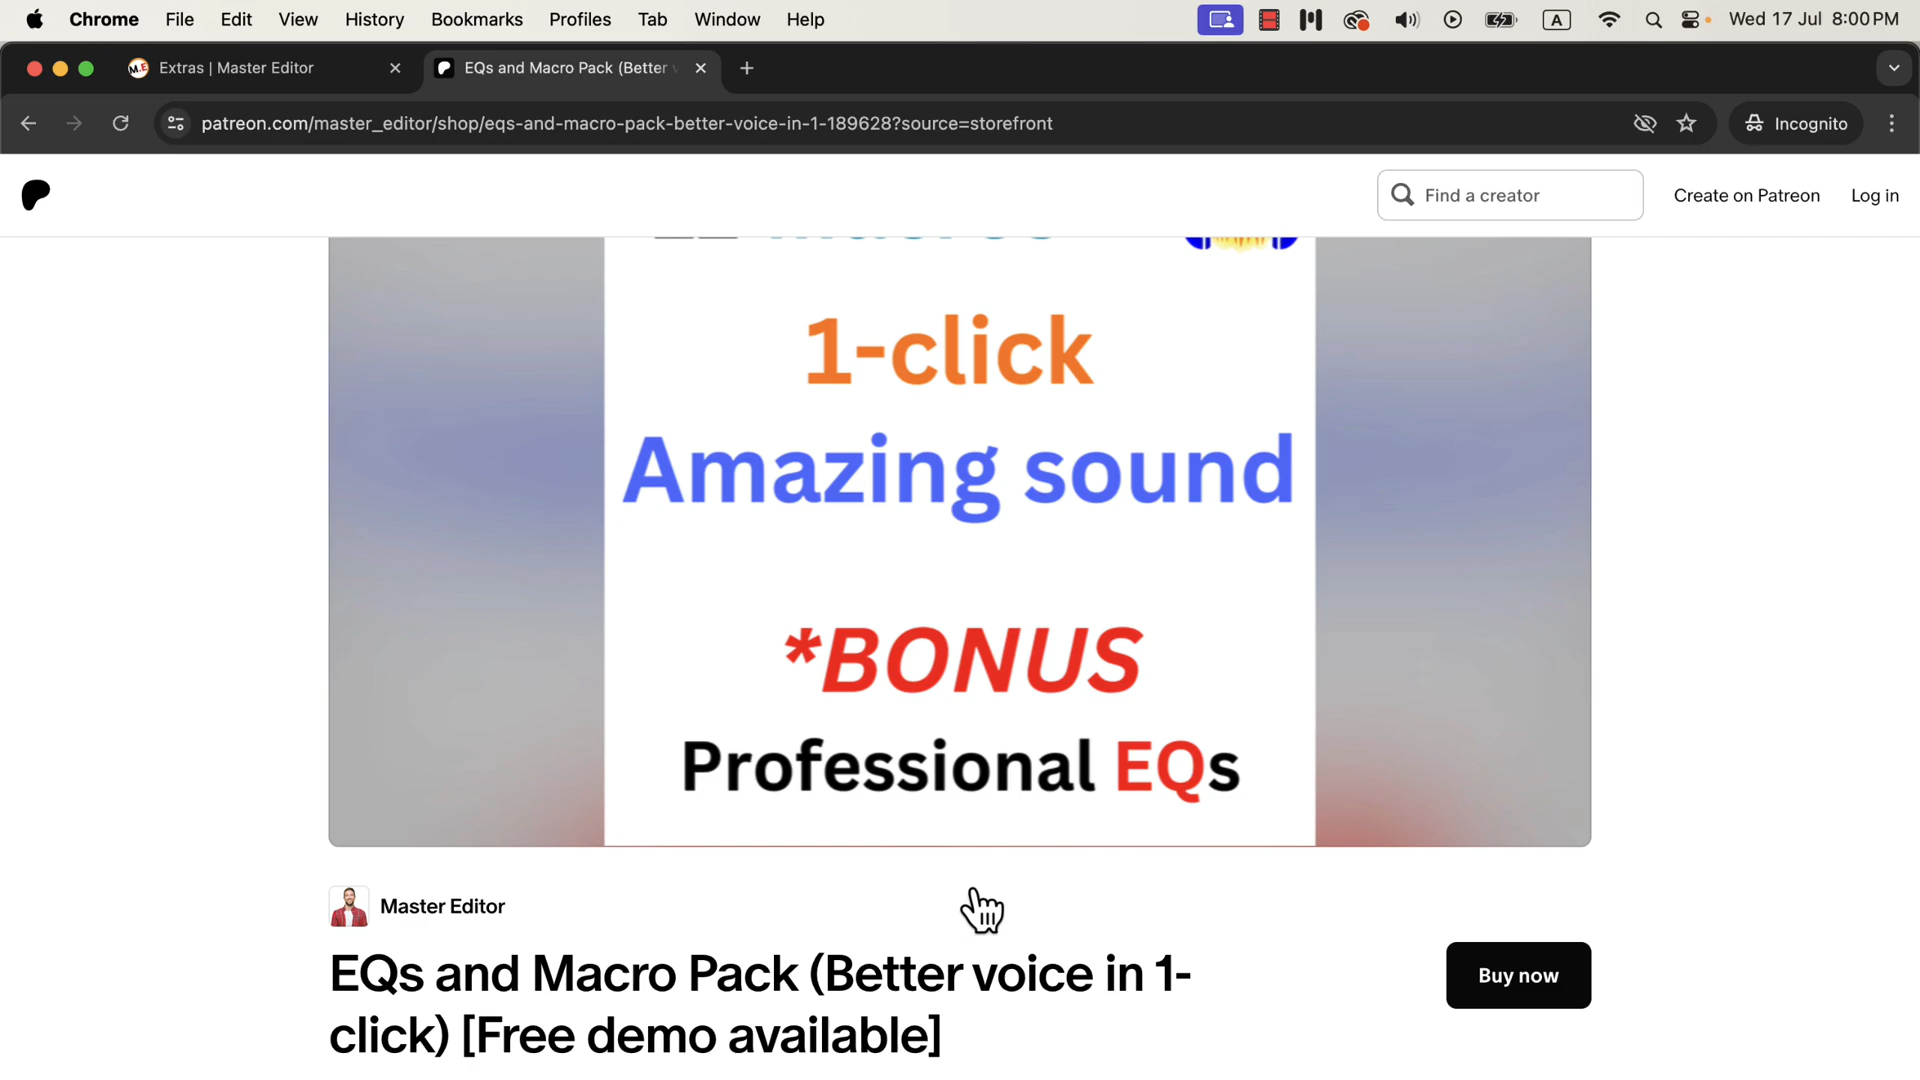 Chrome File Edit View History Bookmarks Profiles Tab Window Help A Wed 17 Jul 8:00 PM
M.E Extras | Master Editor EQs and Macro Pack (Better
patreon.com/master_editor/shop/eqs-and-macro-pack-better-voice-in-1-189628?source=storefront Incognito
Find a creator Create on Patreon Log in
1-click
Amazing sound
*BONUS
Professional EQs
Master Editor
EQs and Macro Pack (Better voice in 1-
click) [Free demo available]
Buy now